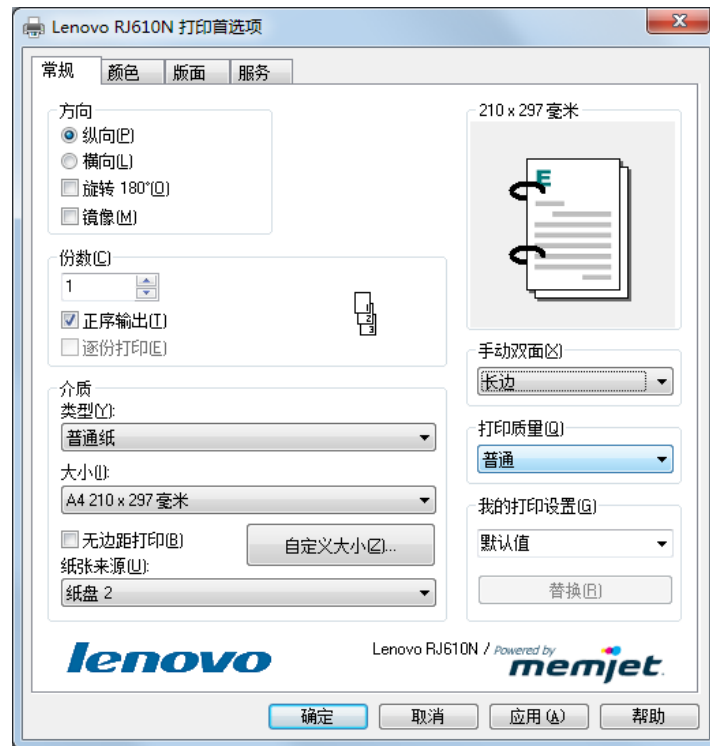 Lenovo RJ610N 打印首选项
常规 颜色 版面 服务
方向
纵向(P)
横向(L)
旋转 180°(O)
镜像(M)
份数(C)
1
正序输出(T)
逐份打印(E)
1
2
3
介质
类型(Y):
普通纸
大小(I):
A4 210 x 297 毫米
无边距打印(B)
自定义大小(Z)...
纸张来源(U):
纸盘 2
210 x 297 毫米
E
手动双面(X)
长边
打印质量(Q)
普通
我的打印设置(G)
默认值
替换(R)
lenovo
Lenovo RJ610N / Powered by
memjet
确定 取消 应用(A) 帮助